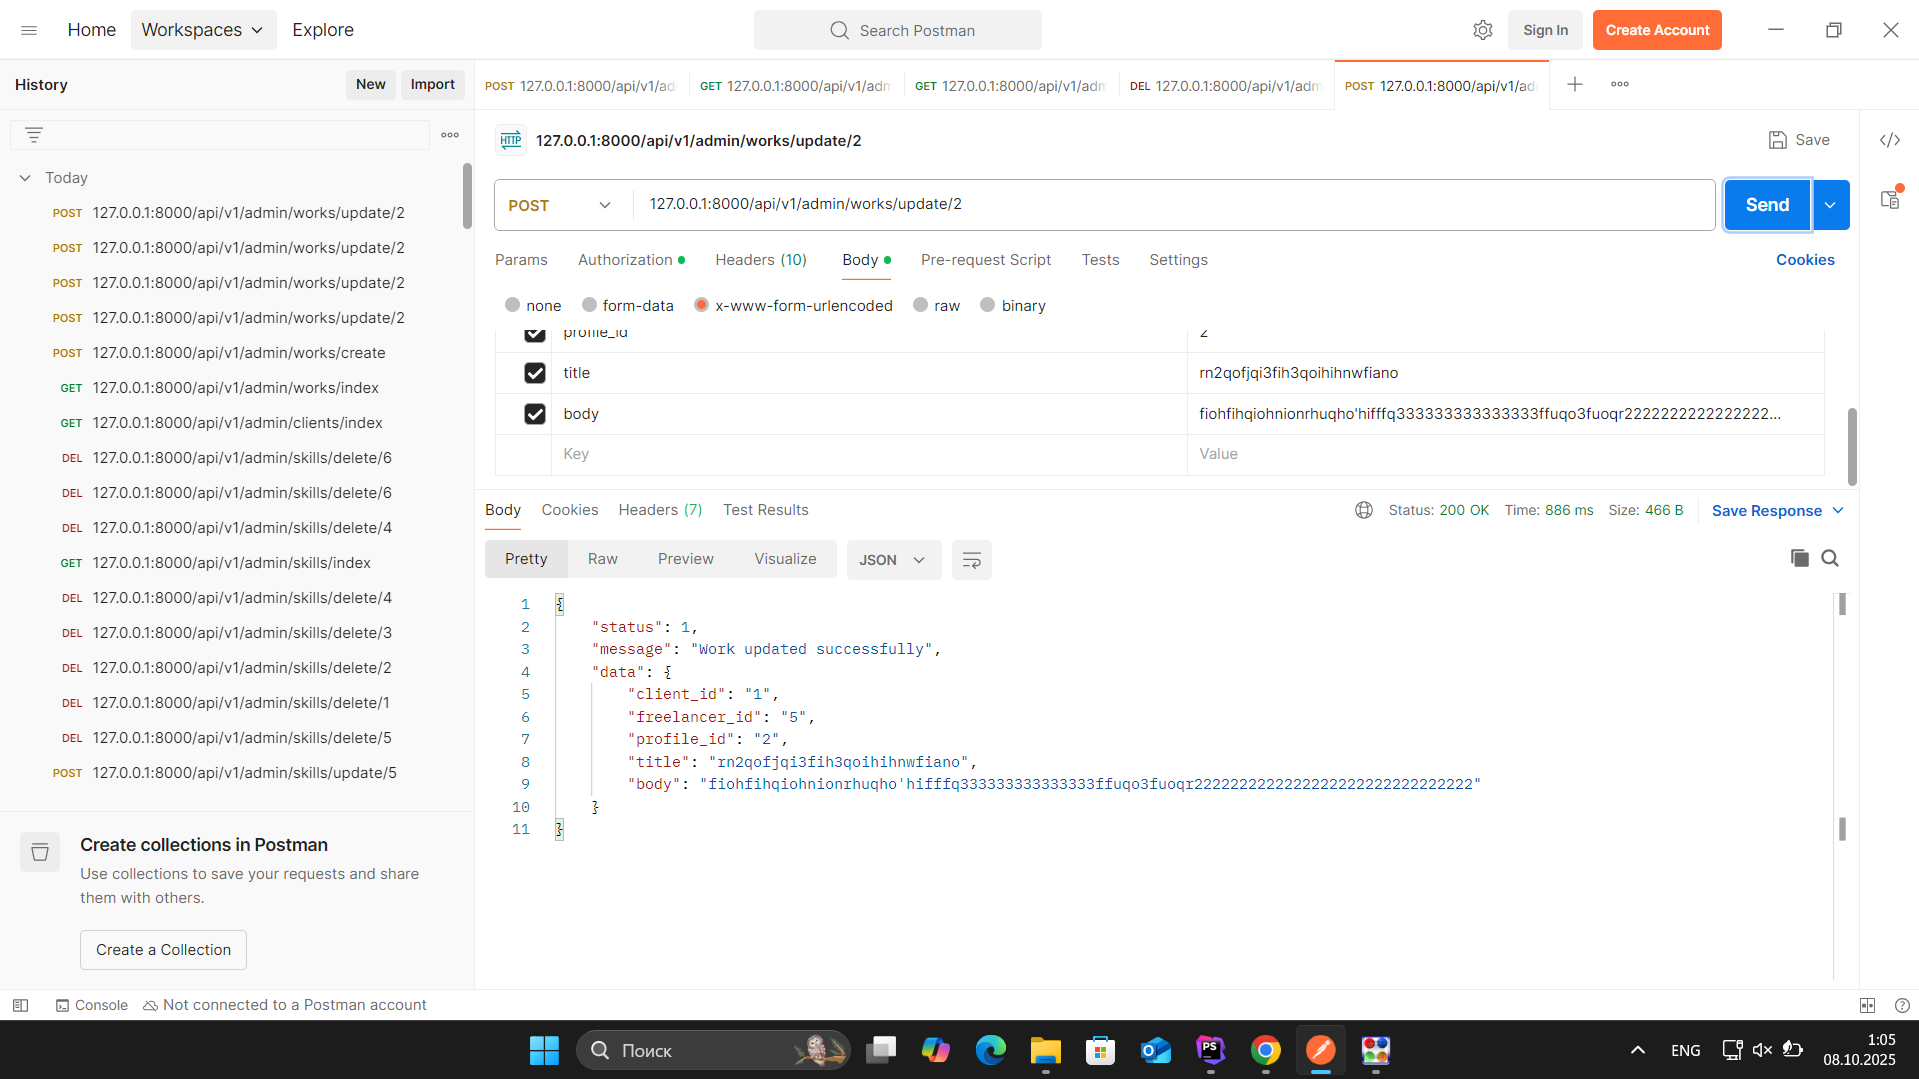 Home Workspaces Explore Search Postman Sign In Create Account
History New Import
POST 127.0.0.1:8000/api/v1/ad GET 127.0.0.1:8000/api/v1/adm GET 127.0.0.1:8000/api/v1/adm DEL 127.0.0.1:8000/api/v1/adm POST 127.0.0.1:8000/api/v1/ad
Today
POST 127.0.0.1:8000/api/v1/admin/works/update/2
POST 127.0.0.1:8000/api/v1/admin/works/update/2
POST 127.0.0.1:8000/api/v1/admin/works/update/2
POST 127.0.0.1:8000/api/v1/admin/works/update/2
POST 127.0.0.1:8000/api/v1/admin/works/create
GET 127.0.0.1:8000/api/v1/admin/works/index
GET 127.0.0.1:8000/api/v1/admin/clients/index
DEL 127.0.0.1:8000/api/v1/admin/skills/delete/6
DEL 127.0.0.1:8000/api/v1/admin/skills/delete/6
DEL 127.0.0.1:8000/api/v1/admin/skills/delete/4
GET 127.0.0.1:8000/api/v1/admin/skills/index
DEL 127.0.0.1:8000/api/v1/admin/skills/delete/4
DEL 127.0.0.1:8000/api/v1/admin/skills/delete/3
DEL 127.0.0.1:8000/api/v1/admin/skills/delete/2
DEL 127.0.0.1:8000/api/v1/admin/skills/delete/1
DEL 127.0.0.1:8000/api/v1/admin/skills/delete/5
POST 127.0.0.1:8000/api/v1/admin/skills/update/5
Create collections in Postman
Use collections to save your requests and share
them with others.
Create a Collection
HTTP 127.0.0.1:8000/api/v1/admin/works/update/2 Save
POST 127.0.0.1:8000/api/v1/admin/works/update/2 Send
Params Authorization Headers (10) Body Pre-request Script Tests Settings Cookies
none form-data x-www-form-urlencoded raw binary
profile_id 2
title rn2qofjqi3fih3qoihihnwfiano
body fiohfihqiohnionrhuqho'hifffq333333333333333ffuqo3fuoqr2222222222222222...
Key Value
Body Cookies Headers (7) Test Results Status: 200 OK Time: 886 ms Size: 466 B Save Response
Pretty Raw Preview Visualize JSON
1 {
2 "status": 1,
3 "message": "Work updated successfully",
4 "data": {
5 "client_id": "1",
6 "freelancer_id": "5",
7 "profile_id": "2",
8 "title": "rn2qofjqi3fih3qoihihnwfiano",
9 "body": "fiohfihqiohnionrhuqho'hifffq333333333333333ffuqo3fuoqr2222222222222222222222222222222"
10 }
11 }
Console Not connected to a Postman account
Поиск PS ENG 1:05
08.10.2025